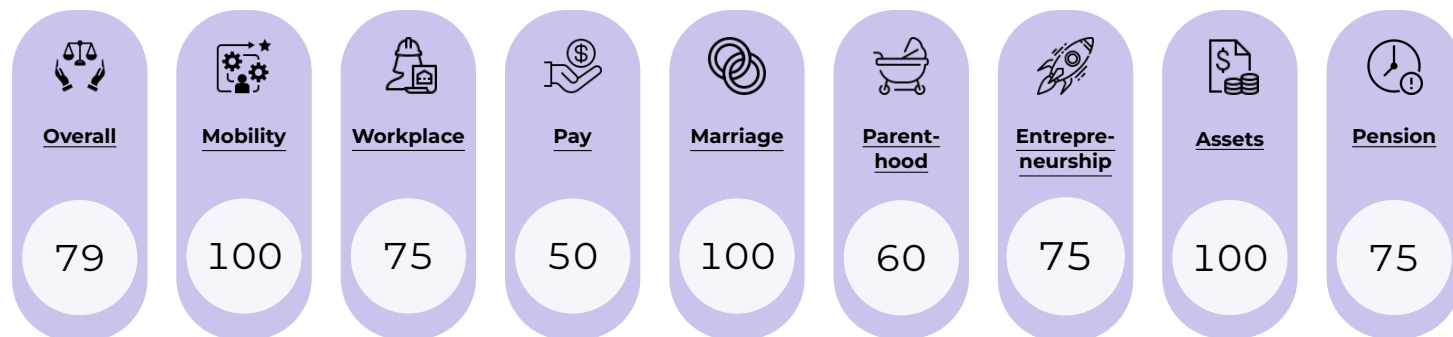 Overall
79
Mobility
100
Workplace
75
Pay
50
Marriage
100
Parent-
hood
60
Entrepre-
neurship
75
$
Assets
100
Pension
75